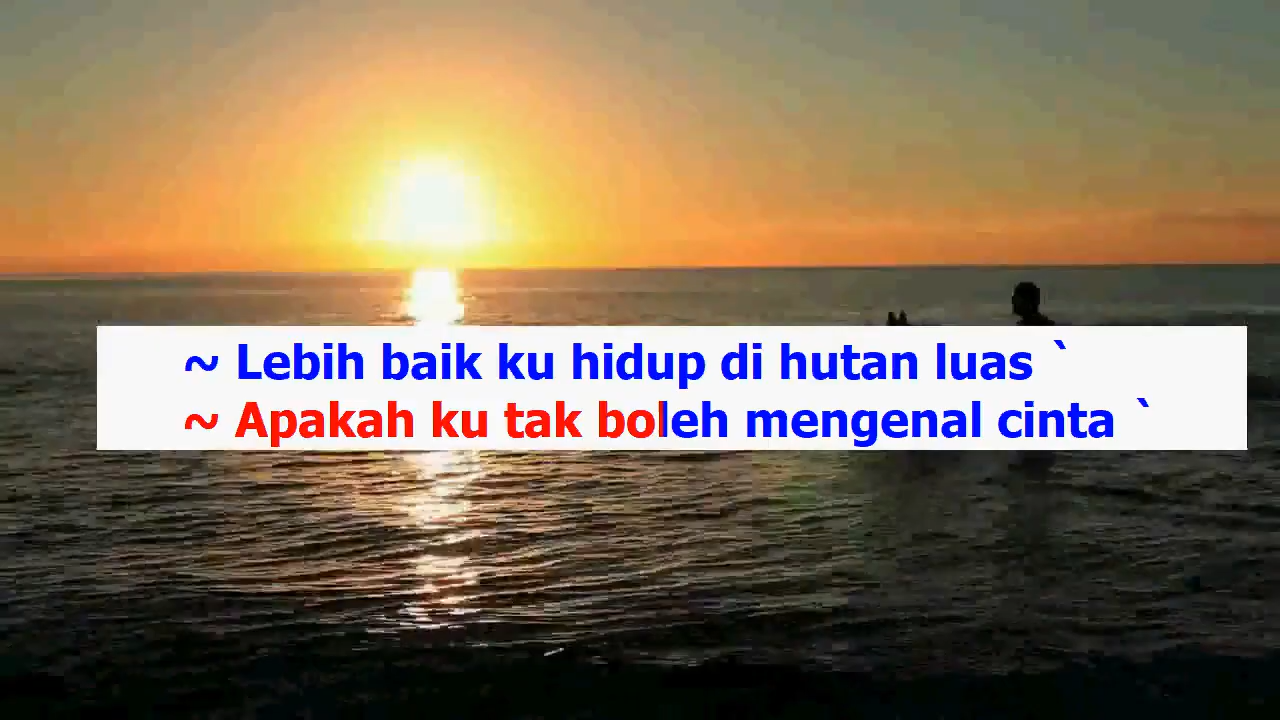 ~ Lebih baik ku hidup di hutan luas `
~ Apakah ku tak boleh mengenal cinta `